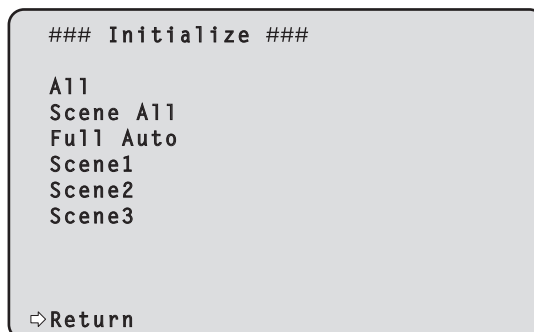 ### Initialize ###
All
Scene All
Full Auto
Scene1
Scene2
Scene3
⇨Return